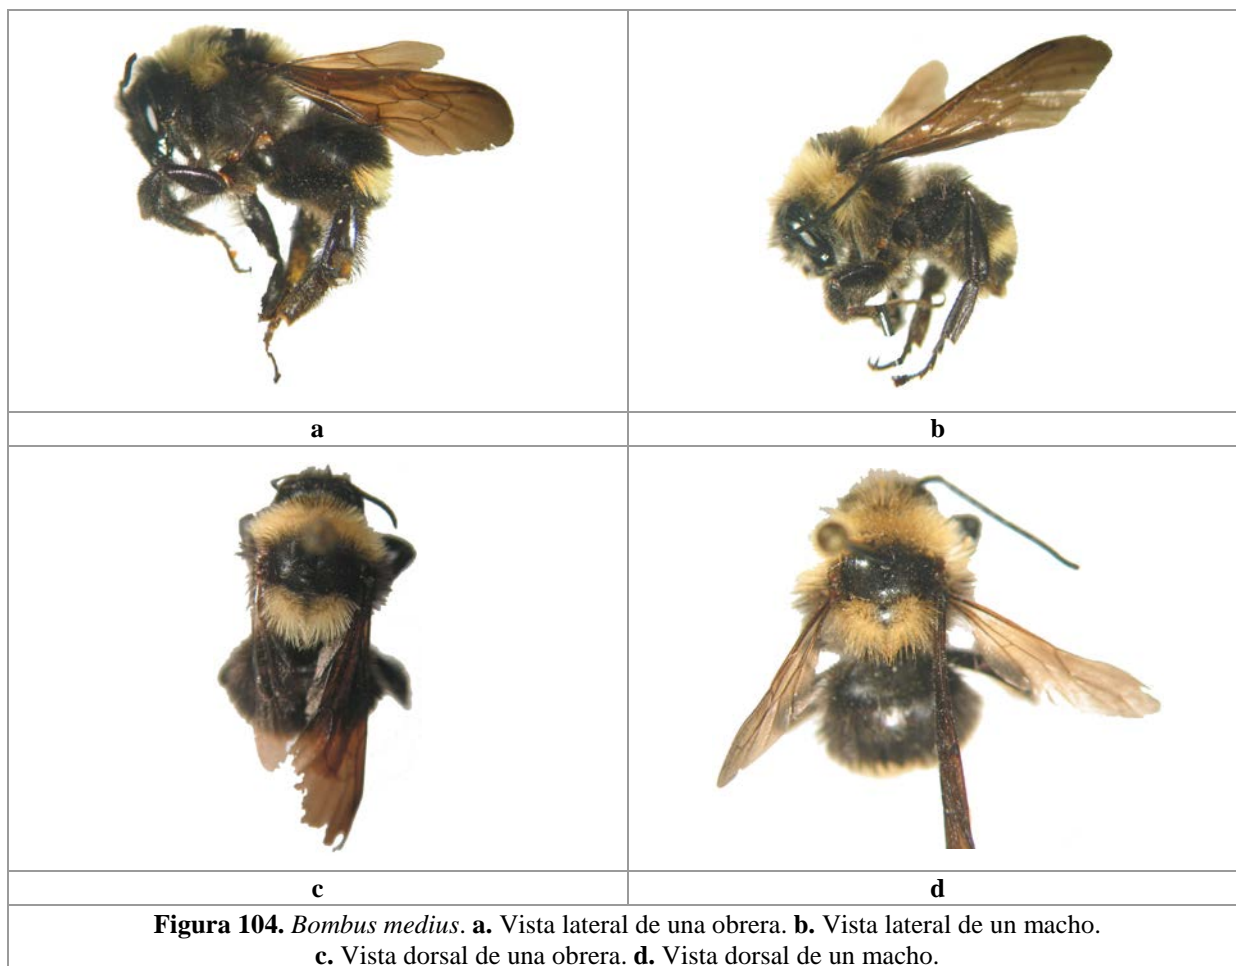 a
b
c
d
Figura 104. Bombus medius. a. Vista lateral de una obrera. b. Vista lateral de un macho.
c. Vista dorsal de una obrera. d. Vista dorsal de un macho.